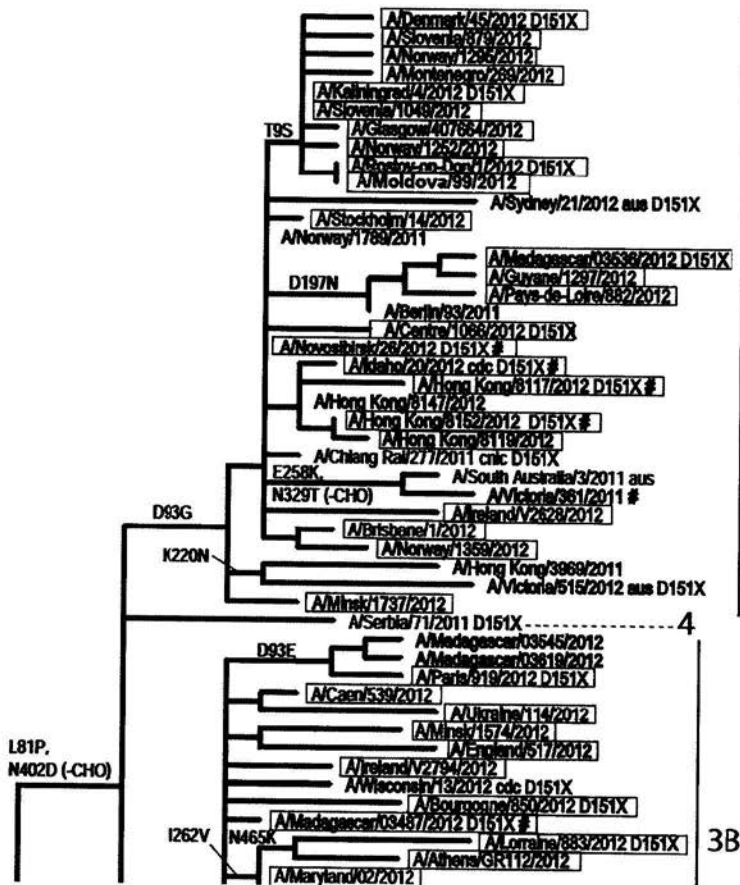 A/Denmark/45/2012 D151X
A/Slovenia/879/2012
A/Norway/1295/2012
A/Montenegro/269/2012
A/Kaliningrad/4/2012 D151X
A/Slovenia/1049/2012
A/Glasgow/407664/2012
T9S
A/Norway/1252/2012
A/Rostov-on-Don/1/2012 D151X
A/Moldova/99/2012
A/Sydney/21/2012 aus D151X
A/Stockholm/14/2012
A/Norway/1789/2011
A/Madagascar/03536/2012 D151X
D197N
A/Guyane/1297/2012
A/Pays-de-Loire/882/2012
A/Berlin/93/2011
A/Centre/1066/2012 D151X
A/Novosibirsk/26/2012 D151X #
A/Idaho/20/2012 cdc D151X #
A/Hong Kong/8117/2012 D151X #
A/Hong Kong/8147/2012
A/Hong Kong/8152/2012 D151X #
A/Hong Kong/8119/2012
A/Chiang Rai/277/2011 cnic D151X
E258K,
A/South Australia/3/2011 aus
N329T (-CHO)
A/Victoria/361/2011 #
D93G
A/Ireland/V2628/2012
A/Brisbane/1/2012
K220N
A/Norway/1359/2012
A/Hong Kong/3969/2011
A/Victoria/515/2012 aus D151X
A/Minsk/1737/2012
A/Serbia/71/2011 D151X
4
D93E
A/Madagascar/03545/2012
A/Madagascar/03619/2012
A/Paris/919/2012 D151X
A/Caen/539/2012
A/Ukraine/114/2012
A/Minsk/1574/2012
L81P,
A/England/517/2012
N402D (-CHO)
A/Ireland/V2794/2012
A/Wisconsin/13/2012 cdc D151X
A/Bourgogne/850/2012 D151X
A/Madagascar/03487/2012 D151X #
3B
I262V
N465K
A/Lorraine/883/2012 D151X
A/Athens/GR112/2012
A/Maryland/02/2012